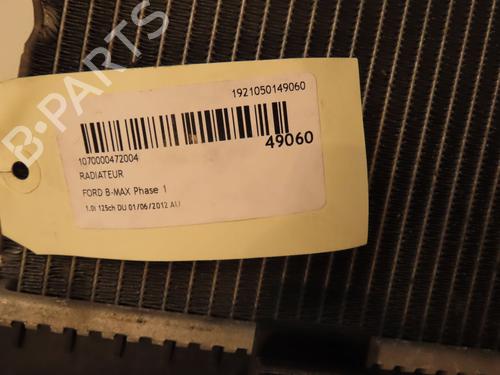 B-PARTS
1921050149060
49060
1070000472004
RADIATEUR
FORD B-MAX Phase 1
1.0i 125ch DU 01/06/2012 AU